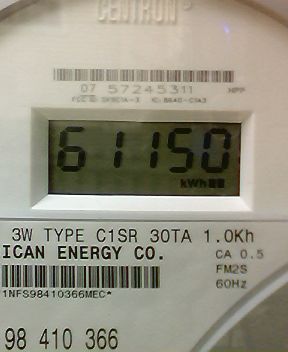 CENTRON
07 57245311
61150
kWh
3W TYPE C1SR 30TA 1.0Kh
ICAN ENERGY CO.
CA 0.5
FM2S
60Hz
1NFS98410366MEC*
98 410 366